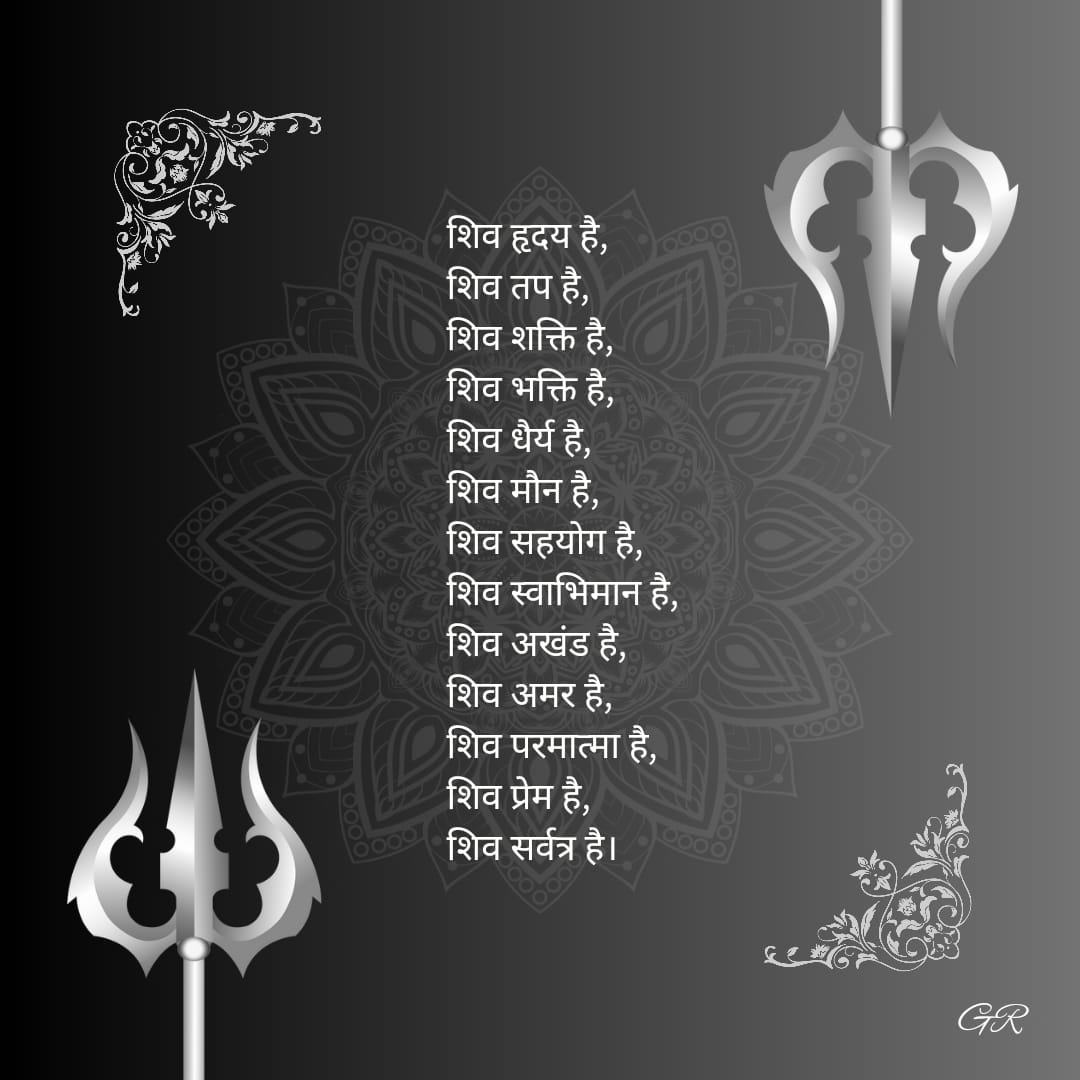 शिव हृदय है,
शिव तप है,
शिव शक्ति है,
शिव भक्ति है,
शिव धैर्य है,
शिव मौन है,
शिव सहयोग है,
शिव स्वाभिमान है,
शिव अखंड है,
शिव अमर है,
शिव परमात्मा है,
शिव प्रेम है,
शिव सर्वत्र है।
GR